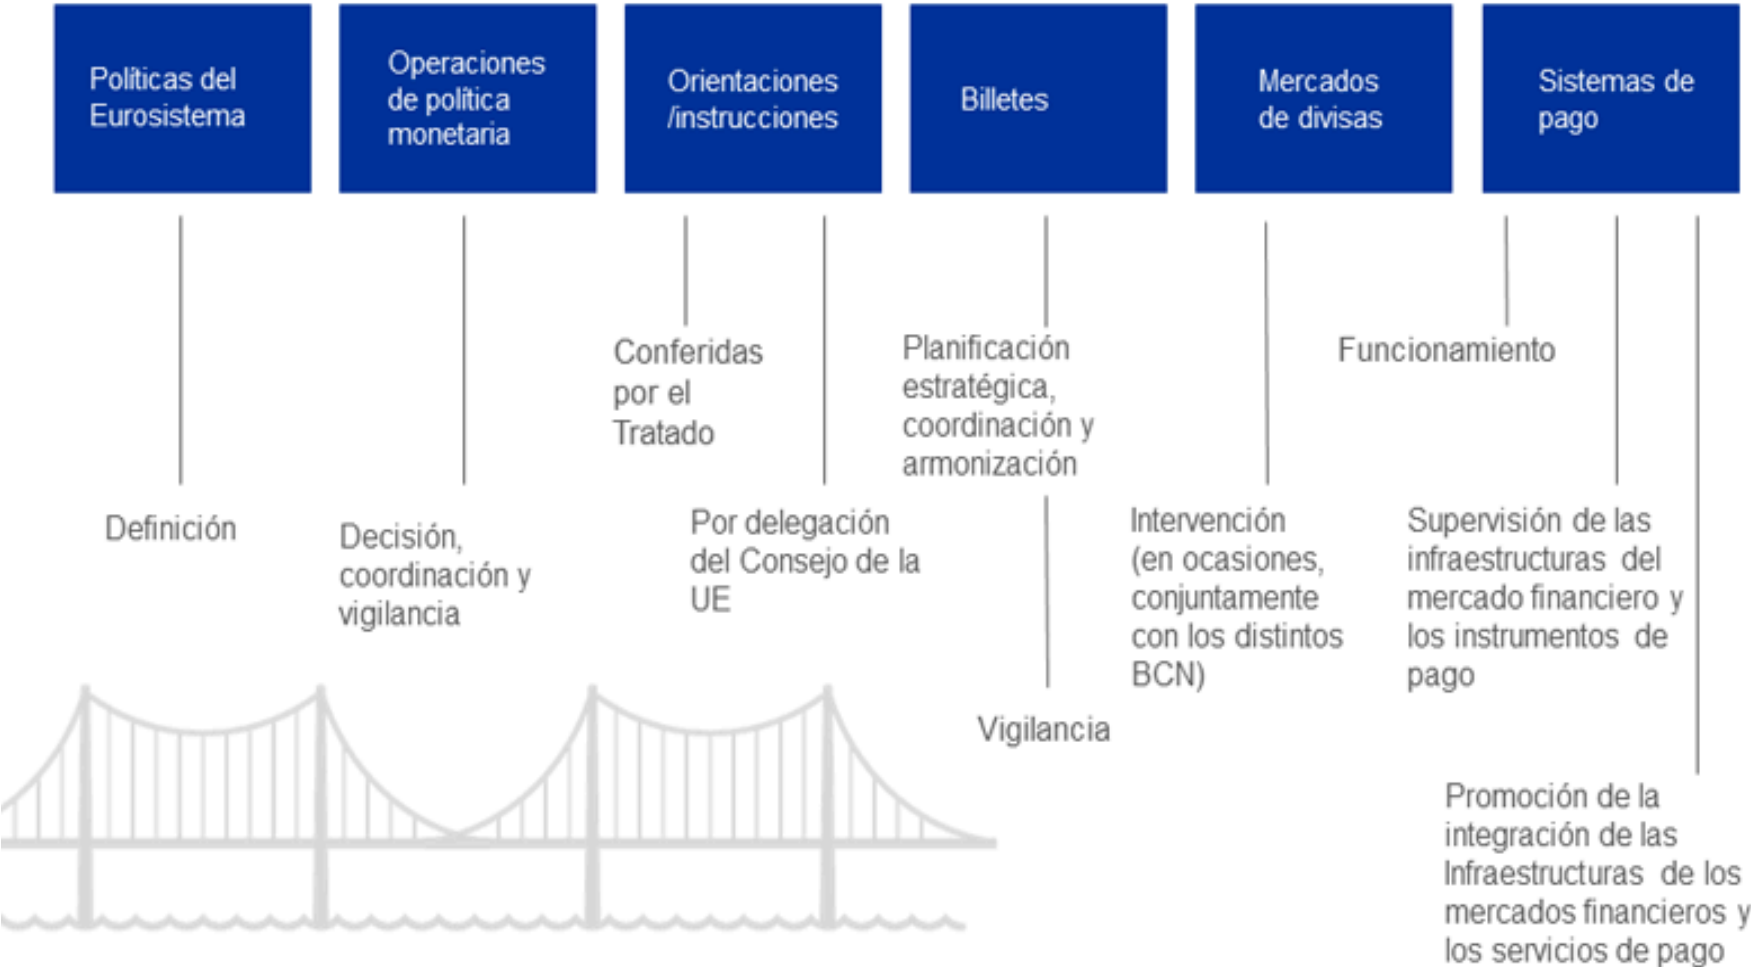 Políticas del
Eurosistema
Operaciones
de política
monetaria
Orientaciones
/instrucciones
Billetes
Mercados
de divisas
Sistemas de
pago
Definición
Decisión,
coordinación y
vigilancia
Conferidas
por el
Tratado
Por delegación
del Consejo de la
UE
Planificación
estratégica,
coordinación y
armonización
Vigilancia
Intervención
(en ocasiones,
conjuntamente
con los distintos
BCN)
Funcionamiento
Supervisión de las
infraestructuras del
mercado financiero y
los instrumentos de
pago
Promoción de la
integración de las
Infraestructuras de los
mercados financieros y
los servicios de pago